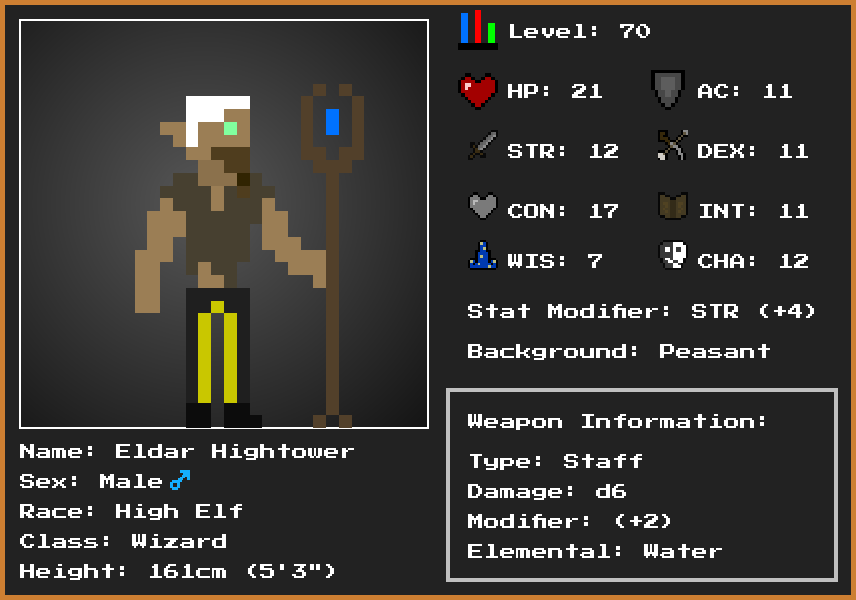 Level: 70
HP: 21
AC: 11
STR: 12
DEX: 11
CON: 17
INT: 11
WIS: 7
CHA: 12
Stat Modifier: STR (+4)
Background: Peasant
Weapon Information:
Type: Staff
Damage: d6
Modifier: (+2)
Elemental: Water
Name: Eldar Hightower
Sex: Male♂
Race: High Elf
Class: Wizard
Height: 161cm (5'3")